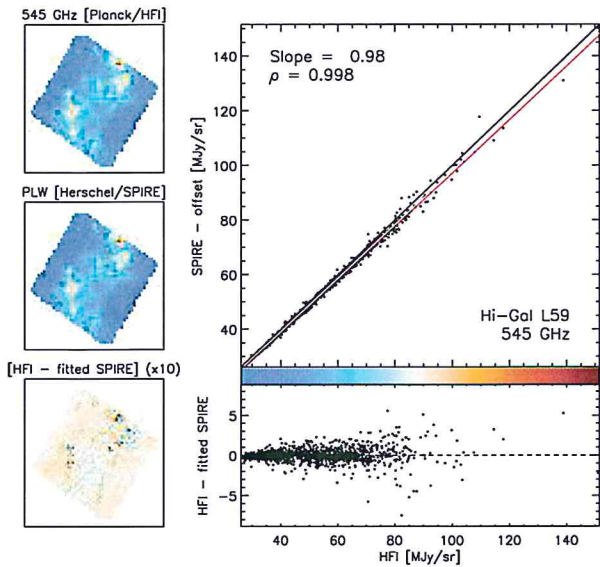 545 GHz [Planck/HFI]
PLW [Herschel/SPIRE]
[HFI - fitted SPIRE] (x10)
Slope = 0.98
ρ = 0.998
SPIRE - offset [MJy/sr]
140
120
100
80
60
40
Hi-Gal L59
545 GHz
HFI - fitted SPIRE
5
0
-5
40 60 80 100 120 140
HFI [MJy/sr]